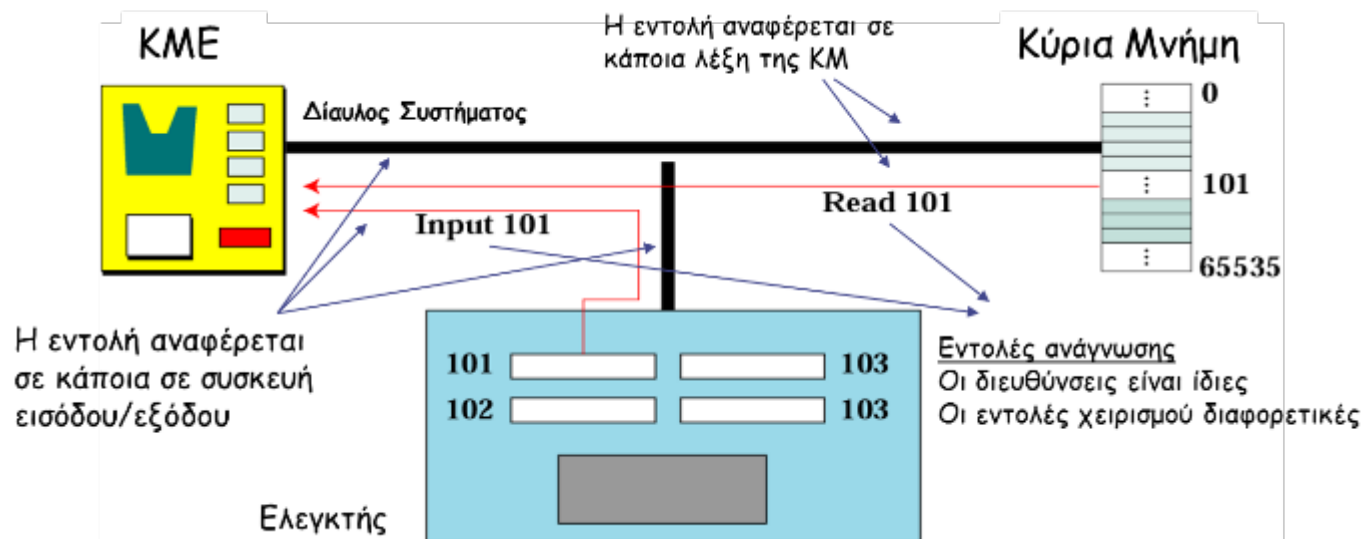 ΚΜΕ
Η εντολή αναφέρεται σε
κάποια λέξη της ΚΜ
Κύρια Μνήμη
Δίαυλος Συστήματος
0
101
65535
Input 101
Read 101
Η εντολή αναφέρεται
σε κάποια σε συσκευή
εισόδου/εξόδου
101
103
102
103
Εντολές ανάγνωσης
Οι διευθύνσεις είναι ίδιες
Οι εντολές χειρισμού διαφορετικές
Ελεγκτής